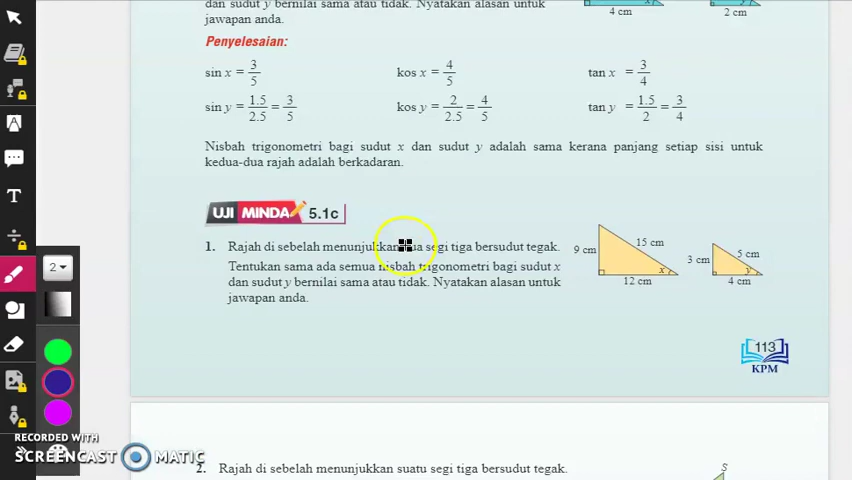 dan sudut y bernilai sama atau tidak. Nyatakan alasan untuk
jawapan anda.
4 cm
x
2 cm
y
Penyelesaian:
sin x = 3/5
kos x = 4/5
tan x = 3/4
sin y = 1.5/2.5 = 3/5
kos y = 2/2.5 = 4/5
tan y = 1.5/2 = 3/4
Nisbah trigonometri bagi sudut x dan sudut y adalah sama kerana panjang setiap sisi untuk
kedua-dua rajah adalah berkadaran.
UJI MINDA 5.1c
1. Rajah di sebelah menunjukkan dua segi tiga bersudut tegak.
Tentukan sama ada semua nisbah trigonometri bagi sudut x
dan sudut y bernilai sama atau tidak. Nyatakan alasan untuk
jawapan anda.
9 cm
15 cm
x
12 cm
3 cm
5 cm
y
4 cm
113
KPM
2. Rajah di sebelah menunjukkan suatu segi tiga bersudut tegak.
S
T
2
RECORDED WITH
SCREENCAST MATIC